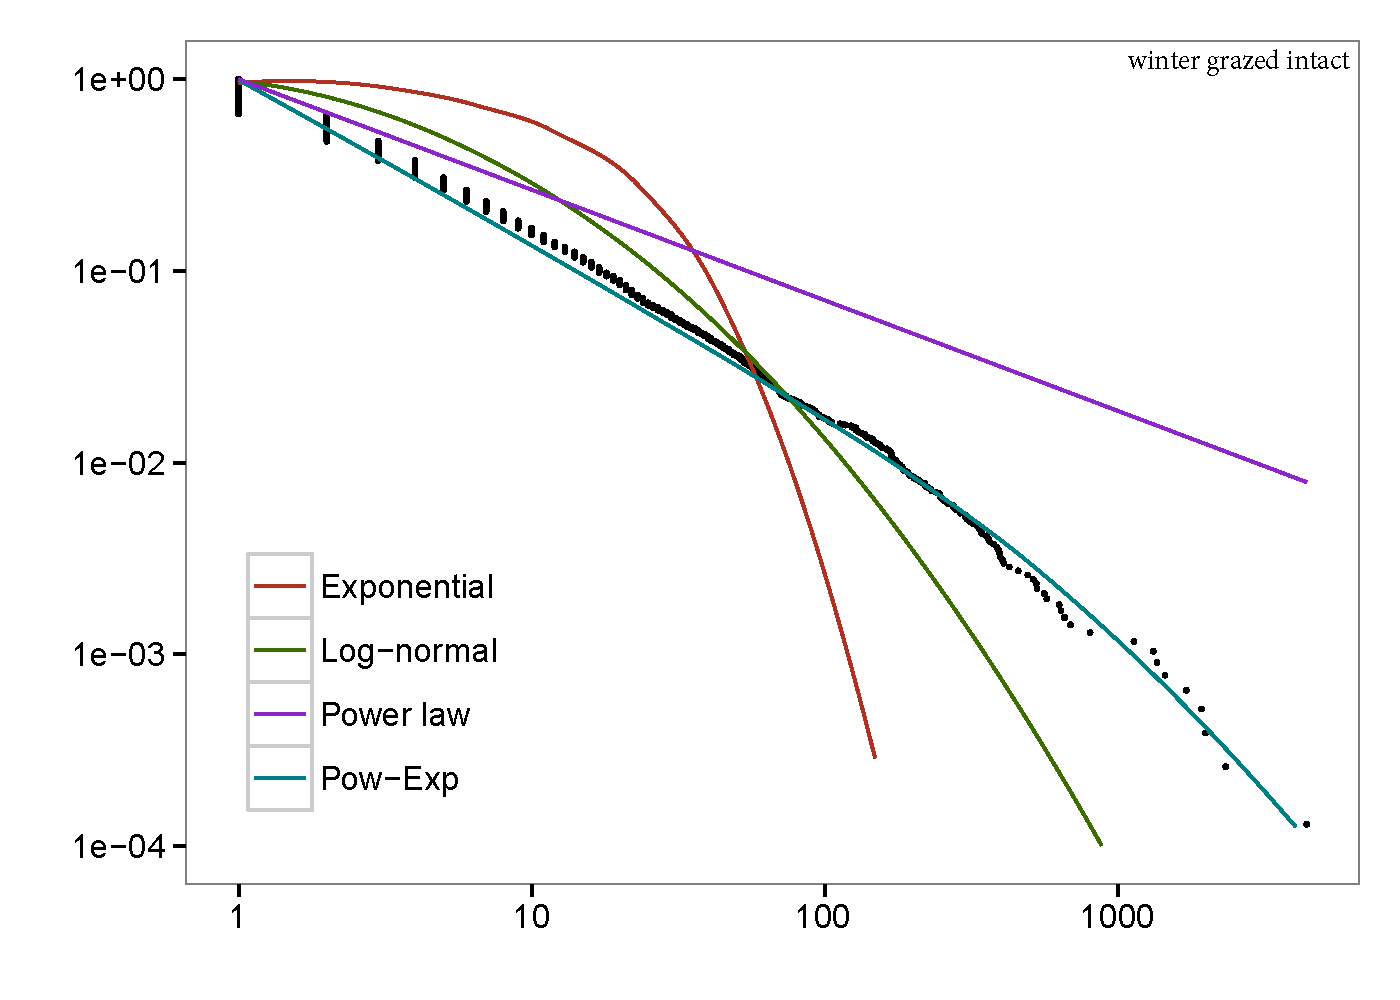 winter grazed intact
1e+00
1e−01
1e−02
1e−03
1e−04
Exponential
Log−normal
Power law
Pow−Exp
1 10 100 1000